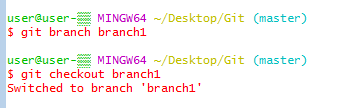 user@user-▒▒ MINGW64 ~/Desktop/Git (master)
$ git branch branch1
user@user-▒▒ MINGW64 ~/Desktop/Git (master)
$ git checkout branch1
Switched to branch 'branch1'